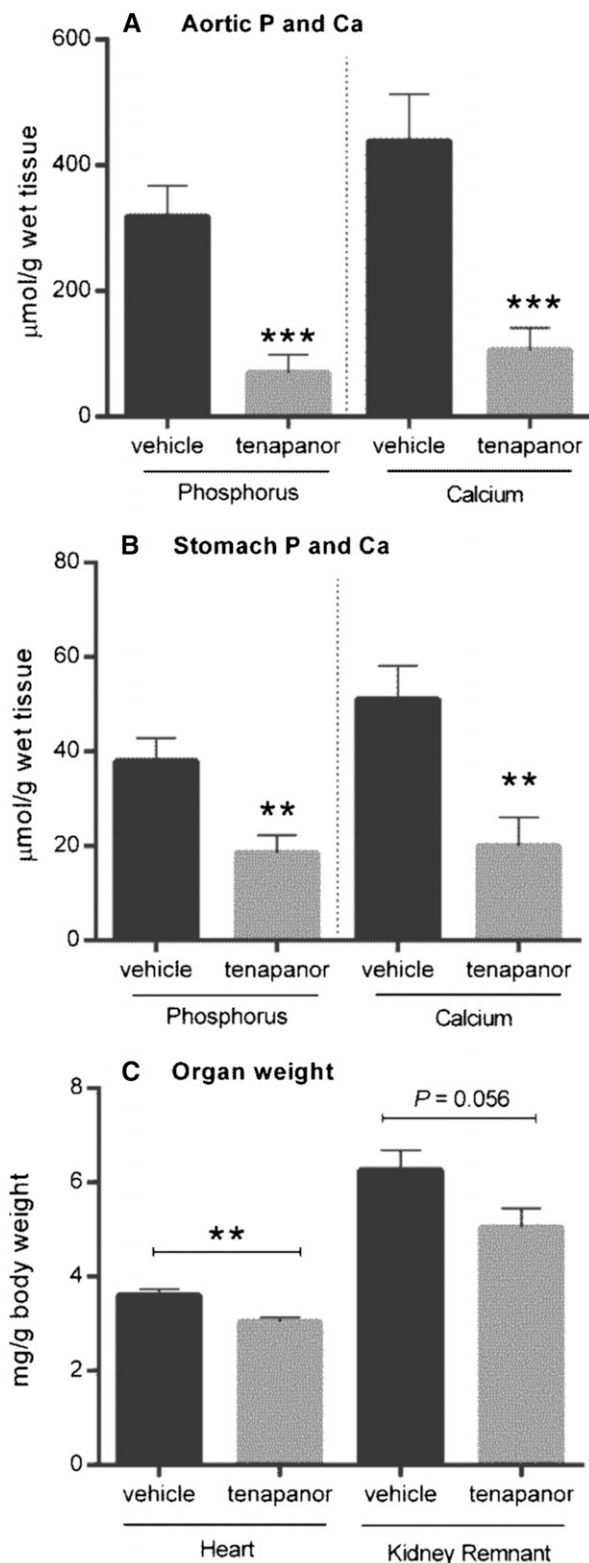 A Aortic P and Ca
600
400
200
0
μmol/g wet tissue
***
***
vehicle tenapanor vehicle tenapanor
Phosphorus Calcium
B Stomach P and Ca
80
60
40
20
0
μmol/g wet tissue
**
**
vehicle tenapanor vehicle tenapanor
Phosphorus Calcium
C Organ weight
8
6
4
2
0
mg/g body weight
**
P = 0.056
vehicle tenapanor vehicle tenapanor
Heart Kidney Remnant